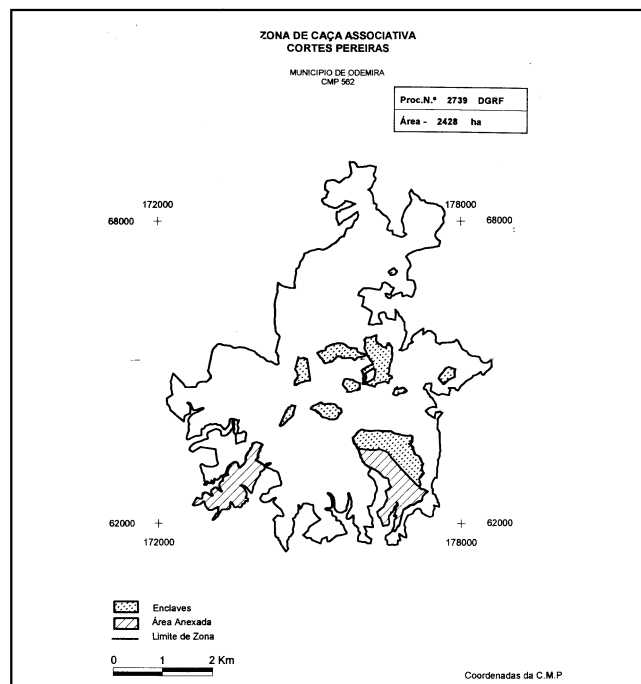 ZONA DE CAÇA ASSOCIATIVA
CORTES PEREIRAS
MUNICIPIO DE ODEMIRA
CMP 562
Proc.N.º 2739 DGRF
Área - 2428 ha
172000
178000
68000
68000
62000
62000
172000
178000
Enclaves
Área Anexada
Limite de Zona
0 1 2 Km
Coordenadas da C.M.P